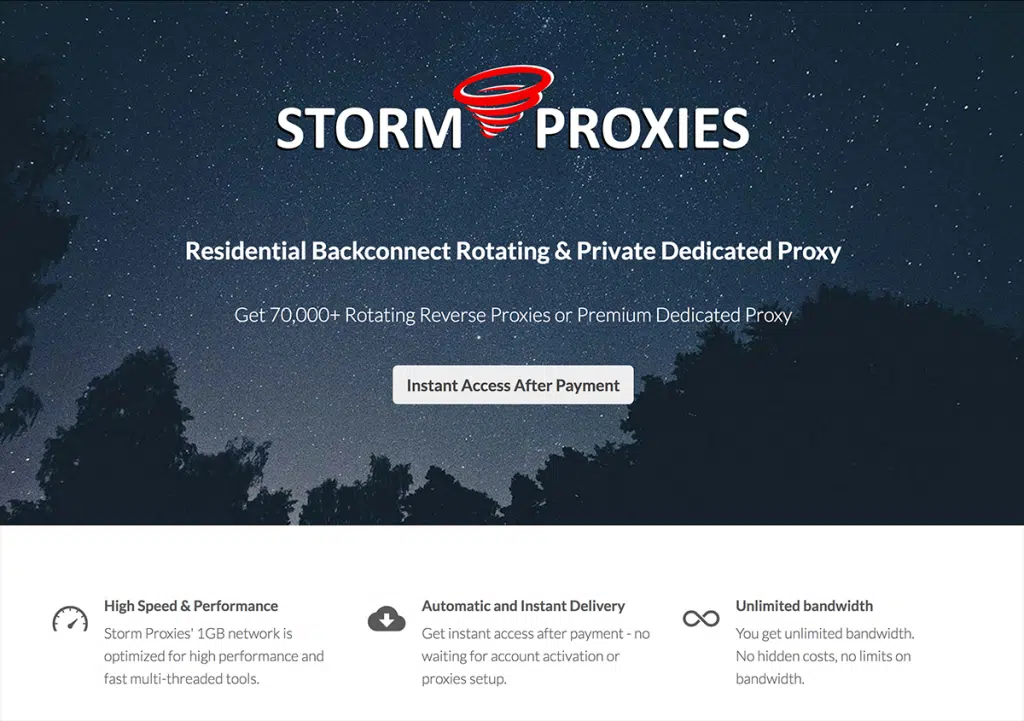 STORM PROXIES
Residential Backconnect Rotating & Private Dedicated Proxy
Get 70,000+ Rotating Reverse Proxies or Premium Dedicated Proxy
Instant Access After Payment
High Speed & Performance
Storm Proxies' 1GB network is
optimized for high performance and
fast multi-threaded tools.
Automatic and Instant Delivery
Get instant access after payment - no
waiting for account activation or
proxies setup.
Unlimited bandwidth
You get unlimited bandwidth.
No hidden costs, no limits on
bandwidth.